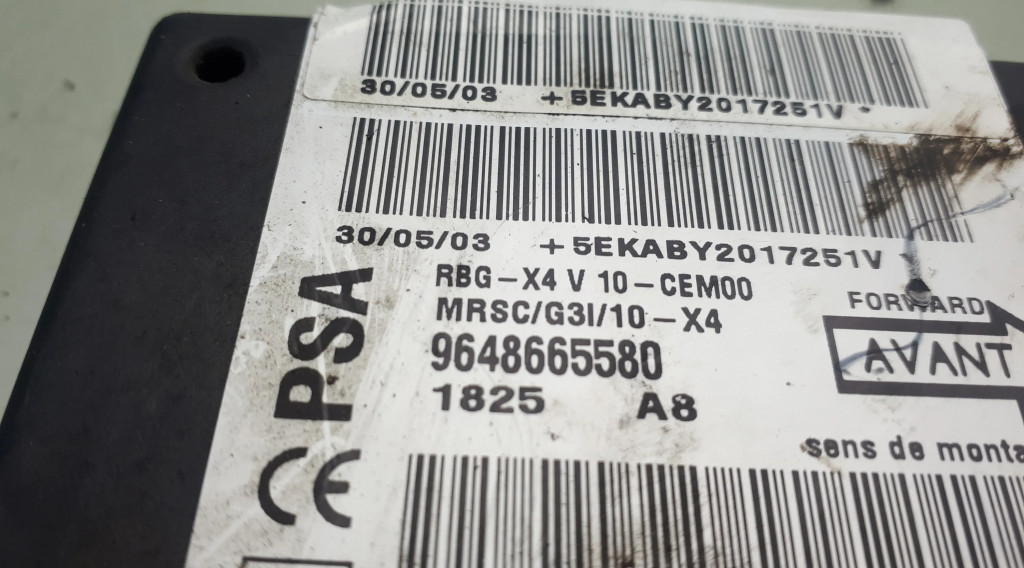 30/05/03 +5EKABY2017251V
30/05/03 +5EKABY2017251V
RBG-X4 V 10-CEM00
MRSC/G3I/10-X4
9648665580
1825 A8
PSA
CE
FORWARD
AVANT
sens de monta